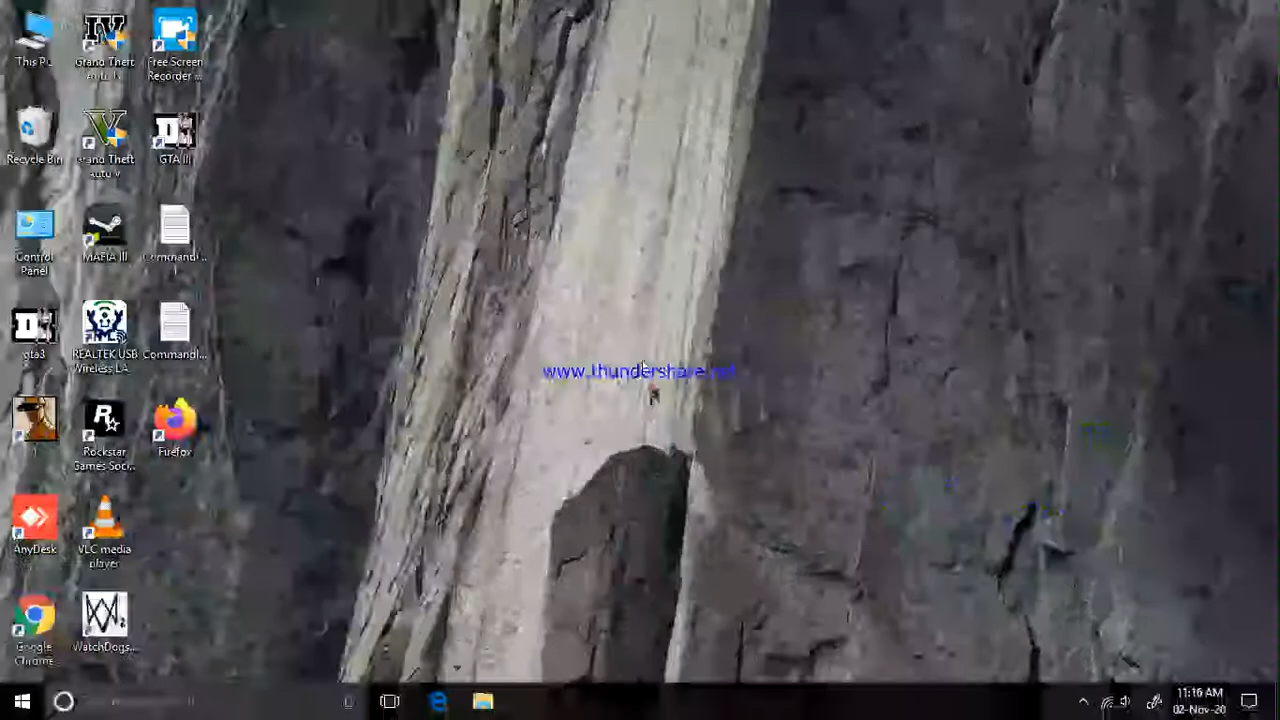 This PC
Grand Theft
Auto IV
Free Screen
Recorder ...
Recycle Bin
Grand Theft
Auto V
GTA III
Control
Panel
MAFIA III
gta3
REALTEK USB
Wireless LA...
Commandl...
Rockstar
Games Soci...
Firefox
AnyDesk
VLC media
player
Google
Chrome
WatchDogs...
www.thundershare.net
11:16 AM
02-Nov-20